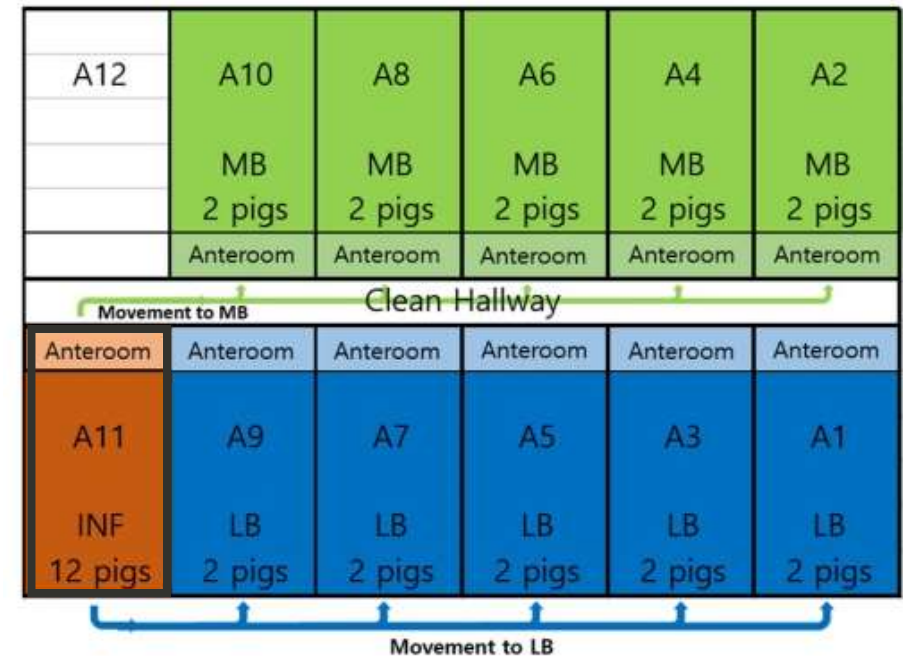 A12 A10 A8 A6 A4 A2
MB MB MB MB MB
2 pigs 2 pigs 2 pigs 2 pigs 2 pigs
Anteroom Anteroom Anteroom Anteroom Anteroom
Clean Hallway
Movement to MB
Anteroom Anteroom Anteroom Anteroom Anteroom Anteroom
A11 A9 A7 A5 A3 A1
INF LB LB LB LB LB
12 pigs 2 pigs 2 pigs 2 pigs 2 pigs 2 pigs
Movement to LB